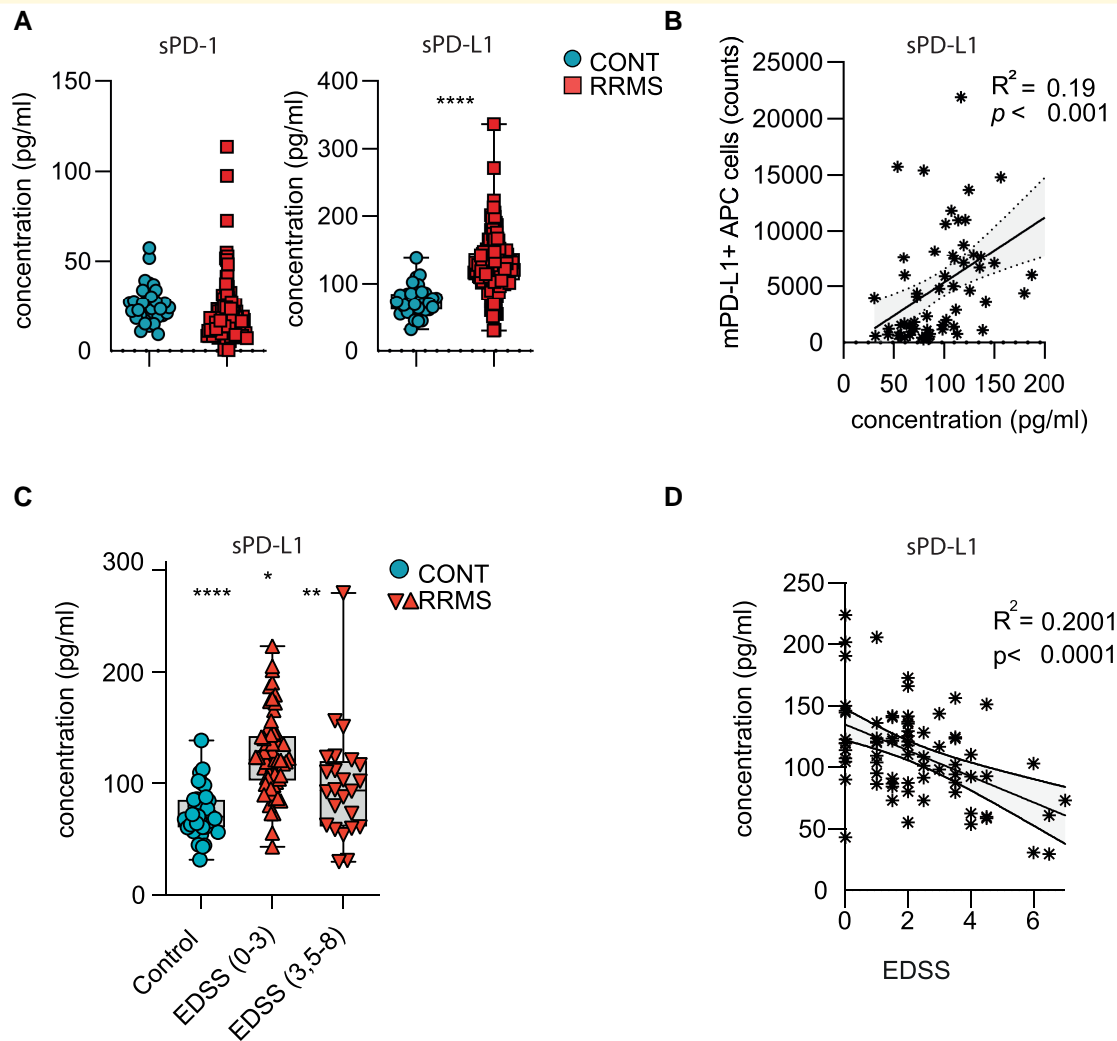 A
sPD-1
150
100
50
0
concentration (pg/ml)
sPD-L1
400
300
200
100
0
concentration (pg/ml)
****
CONT
RRMS
B
sPD-L1
25000
20000
15000
10000
5000
0
mPD-L1+ APC cells (counts)
R² = 0.19
p < 0.001
0 50 100 150 200
concentration (pg/ml)
C
sPD-L1
300
200
100
0
concentration (pg/ml)
**** * **
CONT
RRMS
Control
EDSS (0-3)
EDSS (3,5-8)
D
sPD-L1
250
200
150
100
50
0
concentration (pg/ml)
R² = 0.2001
p< 0.0001
0 2 4 6
EDSS